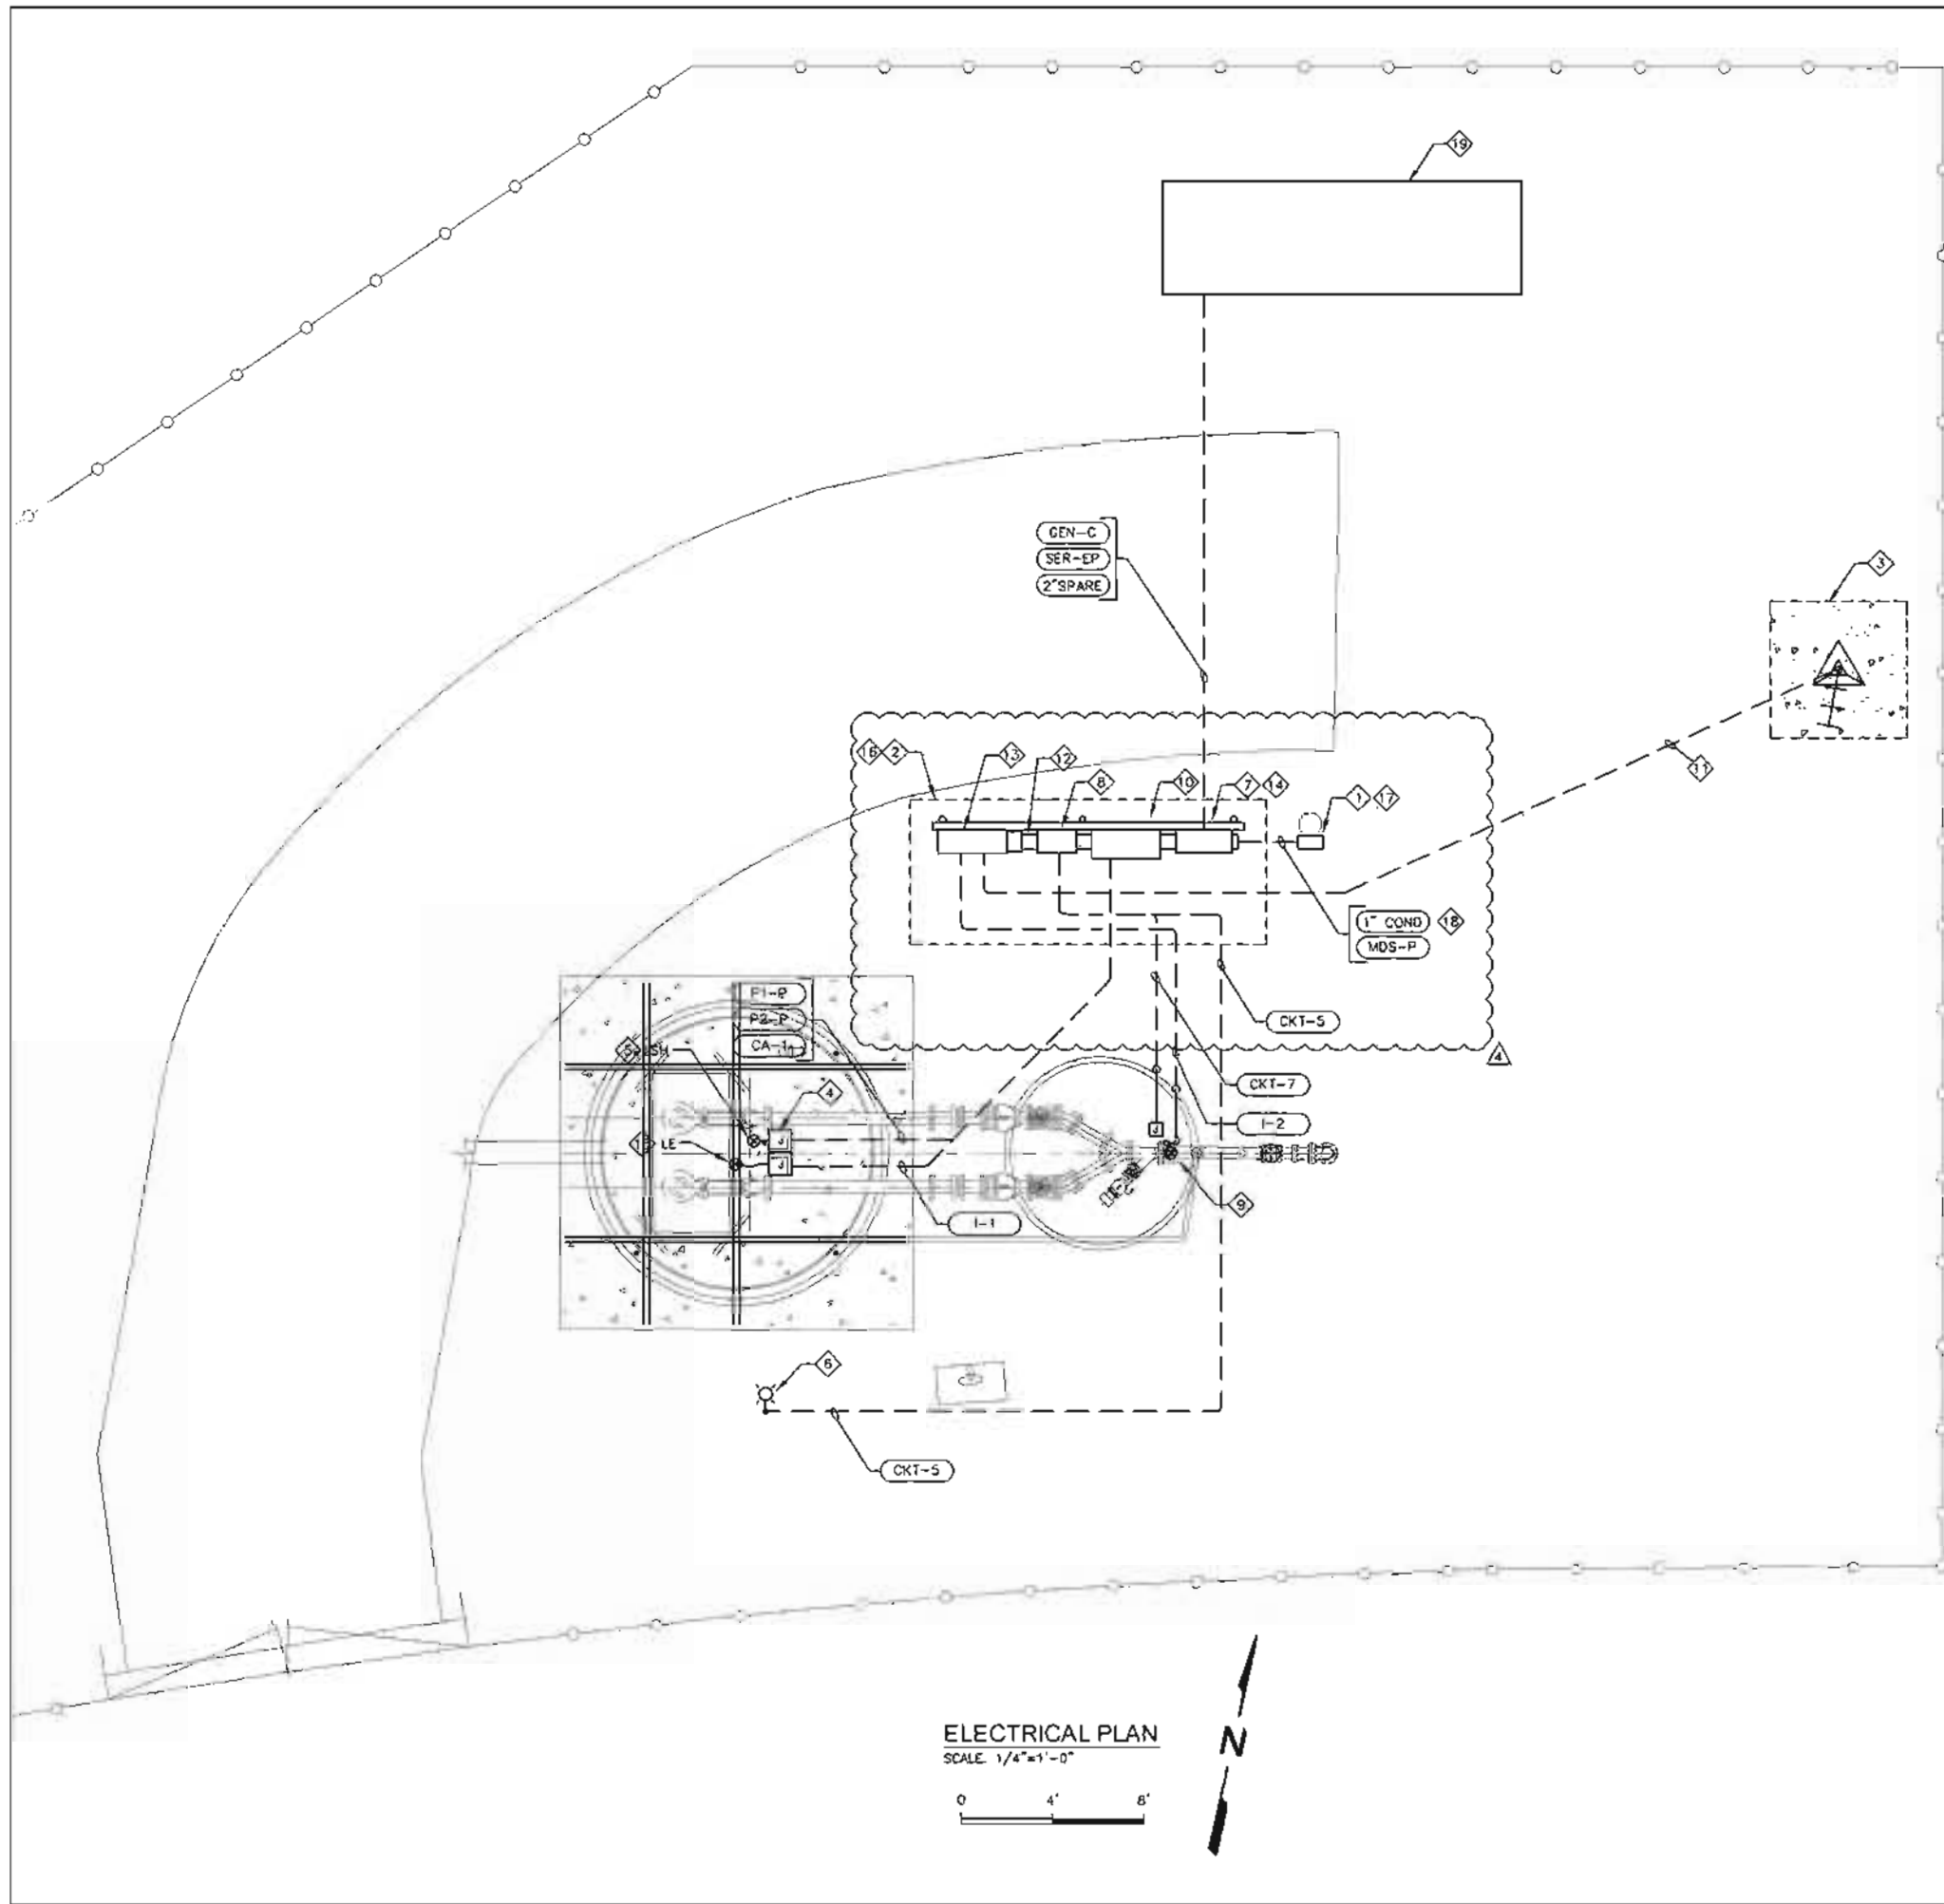 19
3
GEN-C
SER-EP
2" SPARE
11
16 2
13
12
8
10
7 14
1 17
1" COND 18
MDS-P
CKT-5
P1-P
P2-P
CA-1
4
4
CKT-7
I-2
J
J
J
LE
9
I-1
6
CKT-5
ELECTRICAL PLAN
SCALE: 1/4"=1'-0"
N
0 4' 8'